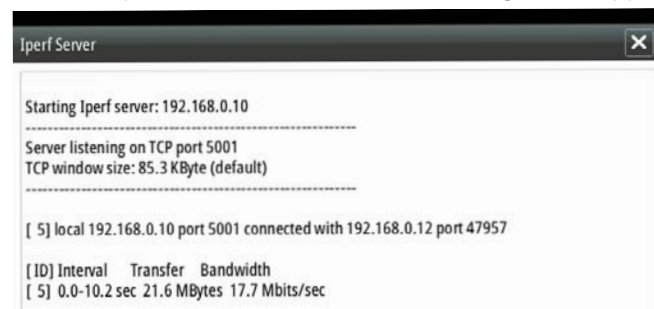 Iperf Server
Starting Iperf server: 192.168.0.10
------------------------------------------------------------
Server listening on TCP port 5001
TCP window size: 85.3 KByte (default)
------------------------------------------------------------
[ 5] local 192.168.0.10 port 5001 connected with 192.168.0.12 port 47957
[ ID] Interval Transfer Bandwidth
[ 5] 0.0-10.2 sec 21.6 MBytes 17.7 Mbits/sec